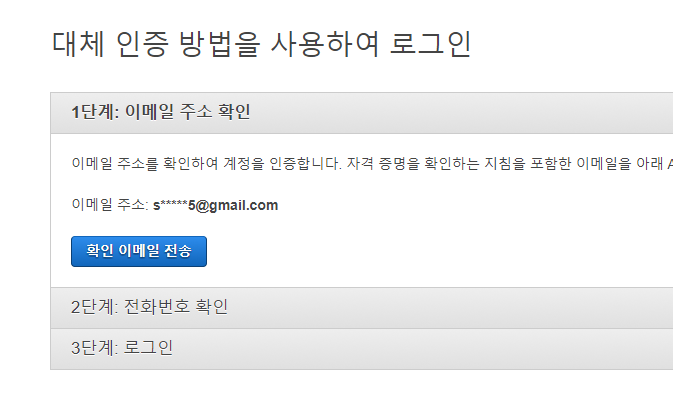 대체 인증 방법을 사용하여 로그인
1단계: 이메일 주소 확인
이메일 주소를 확인하여 계정을 인증합니다. 자격 증명을 확인하는 지침을 포함한 이메일을 아래 A
이메일 주소: s*****5@gmail.com
확인 이메일 전송
2단계: 전화번호 확인
3단계: 로그인